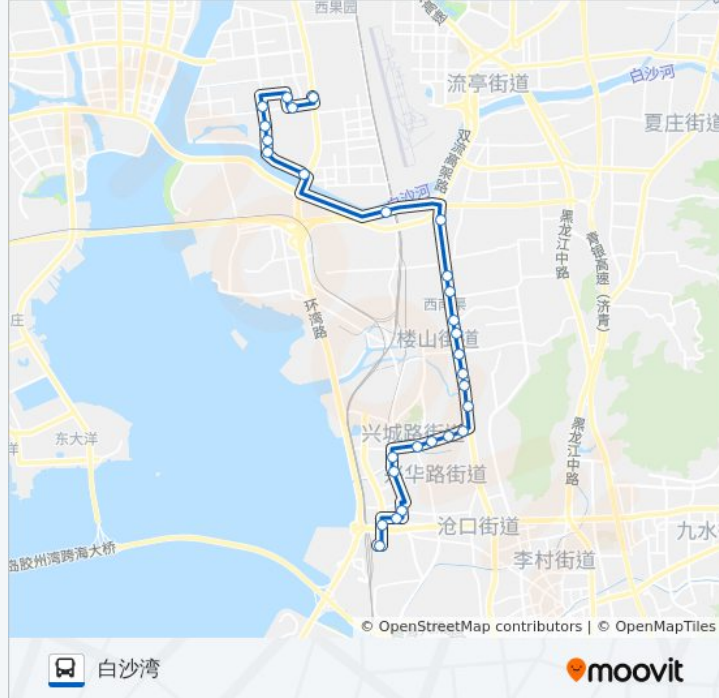 西果园
流亭街道
白沙河
夏庄街道
双流高架路
白沙河
黑龙江中路
青银高速（济青）
环湾路
楼山街道
庄
东大洋
洋
兴城路街道
华路街道
黑龙江中路
沧口街道
九水
李村街道
岛胶州湾跨海大桥
© OpenStreetMap contributors | © OpenMapTiles
白沙湾
moovit